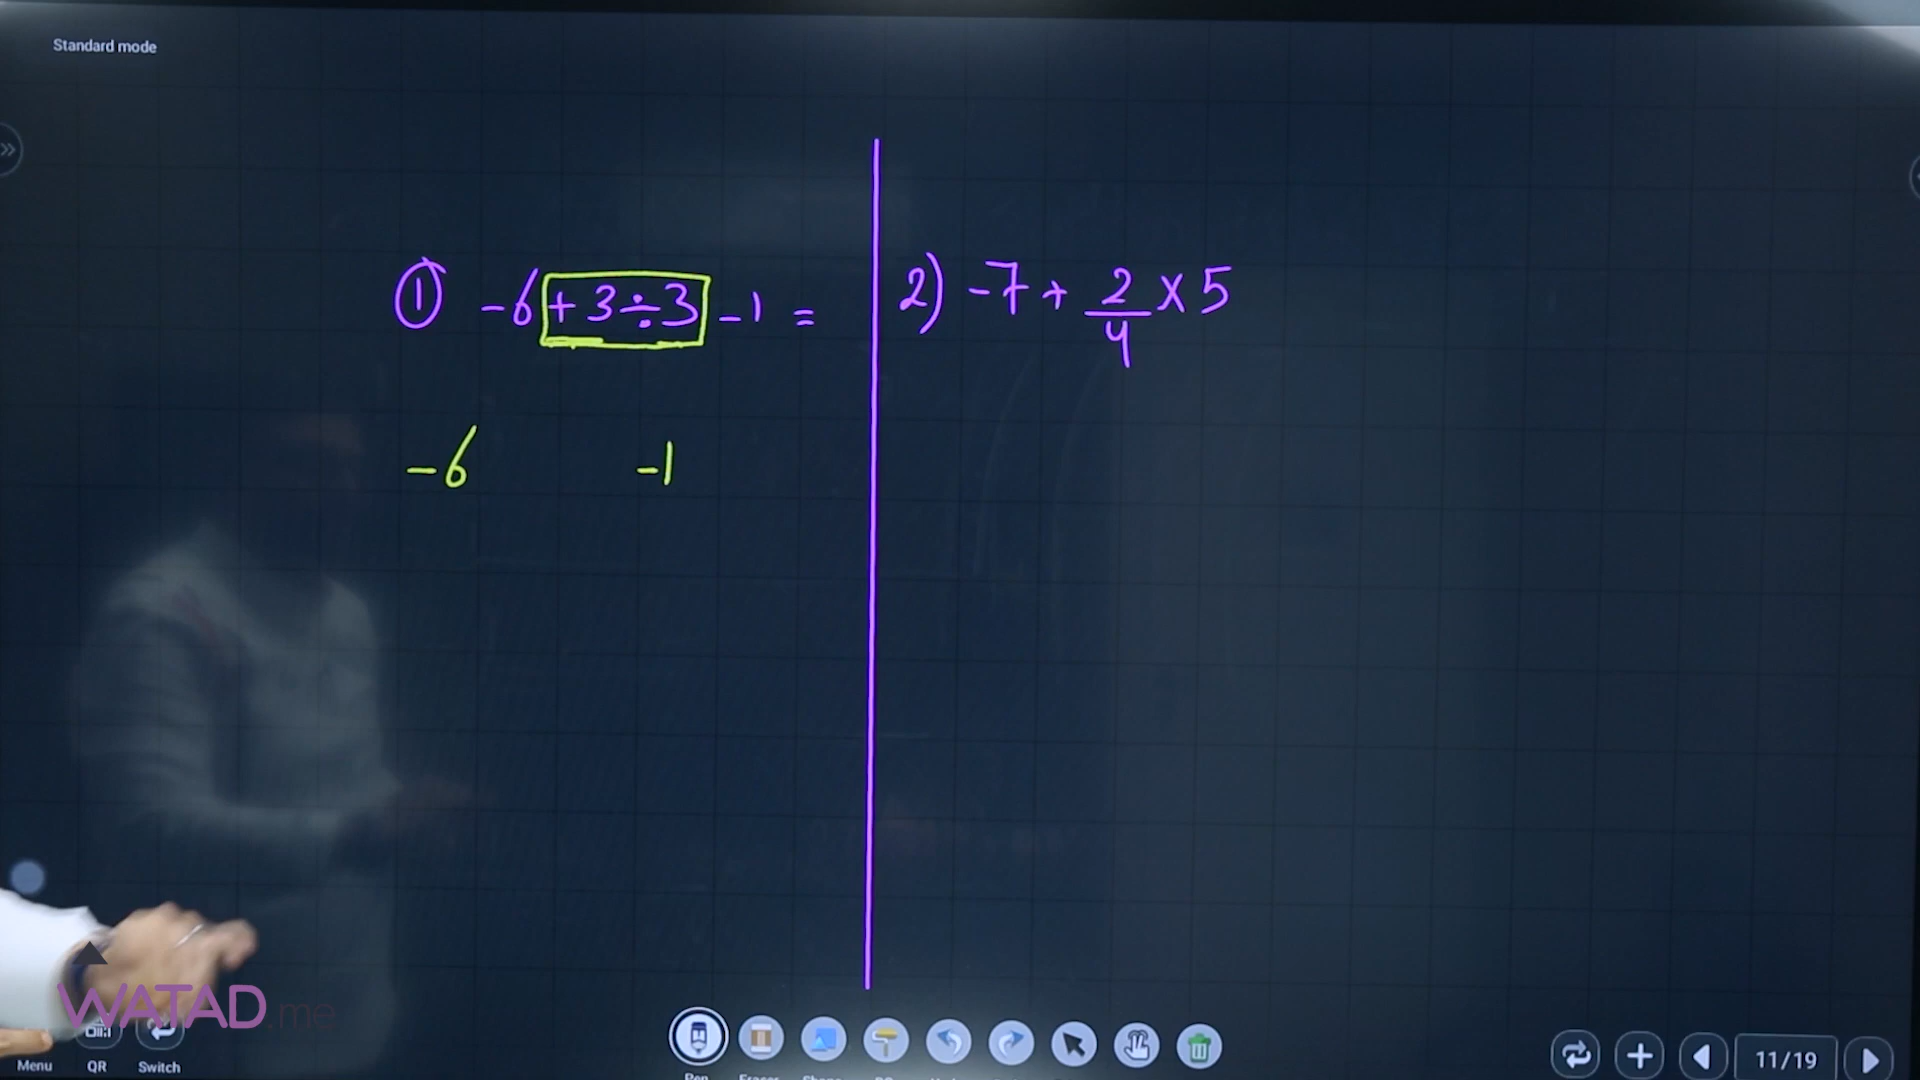 Standard mode
① -6 + 3 ÷ 3 - 1 =
2) -7 + 2/4 × 5
-6 -1
WATAD.me
Menu QR Switch
Pen
11/19